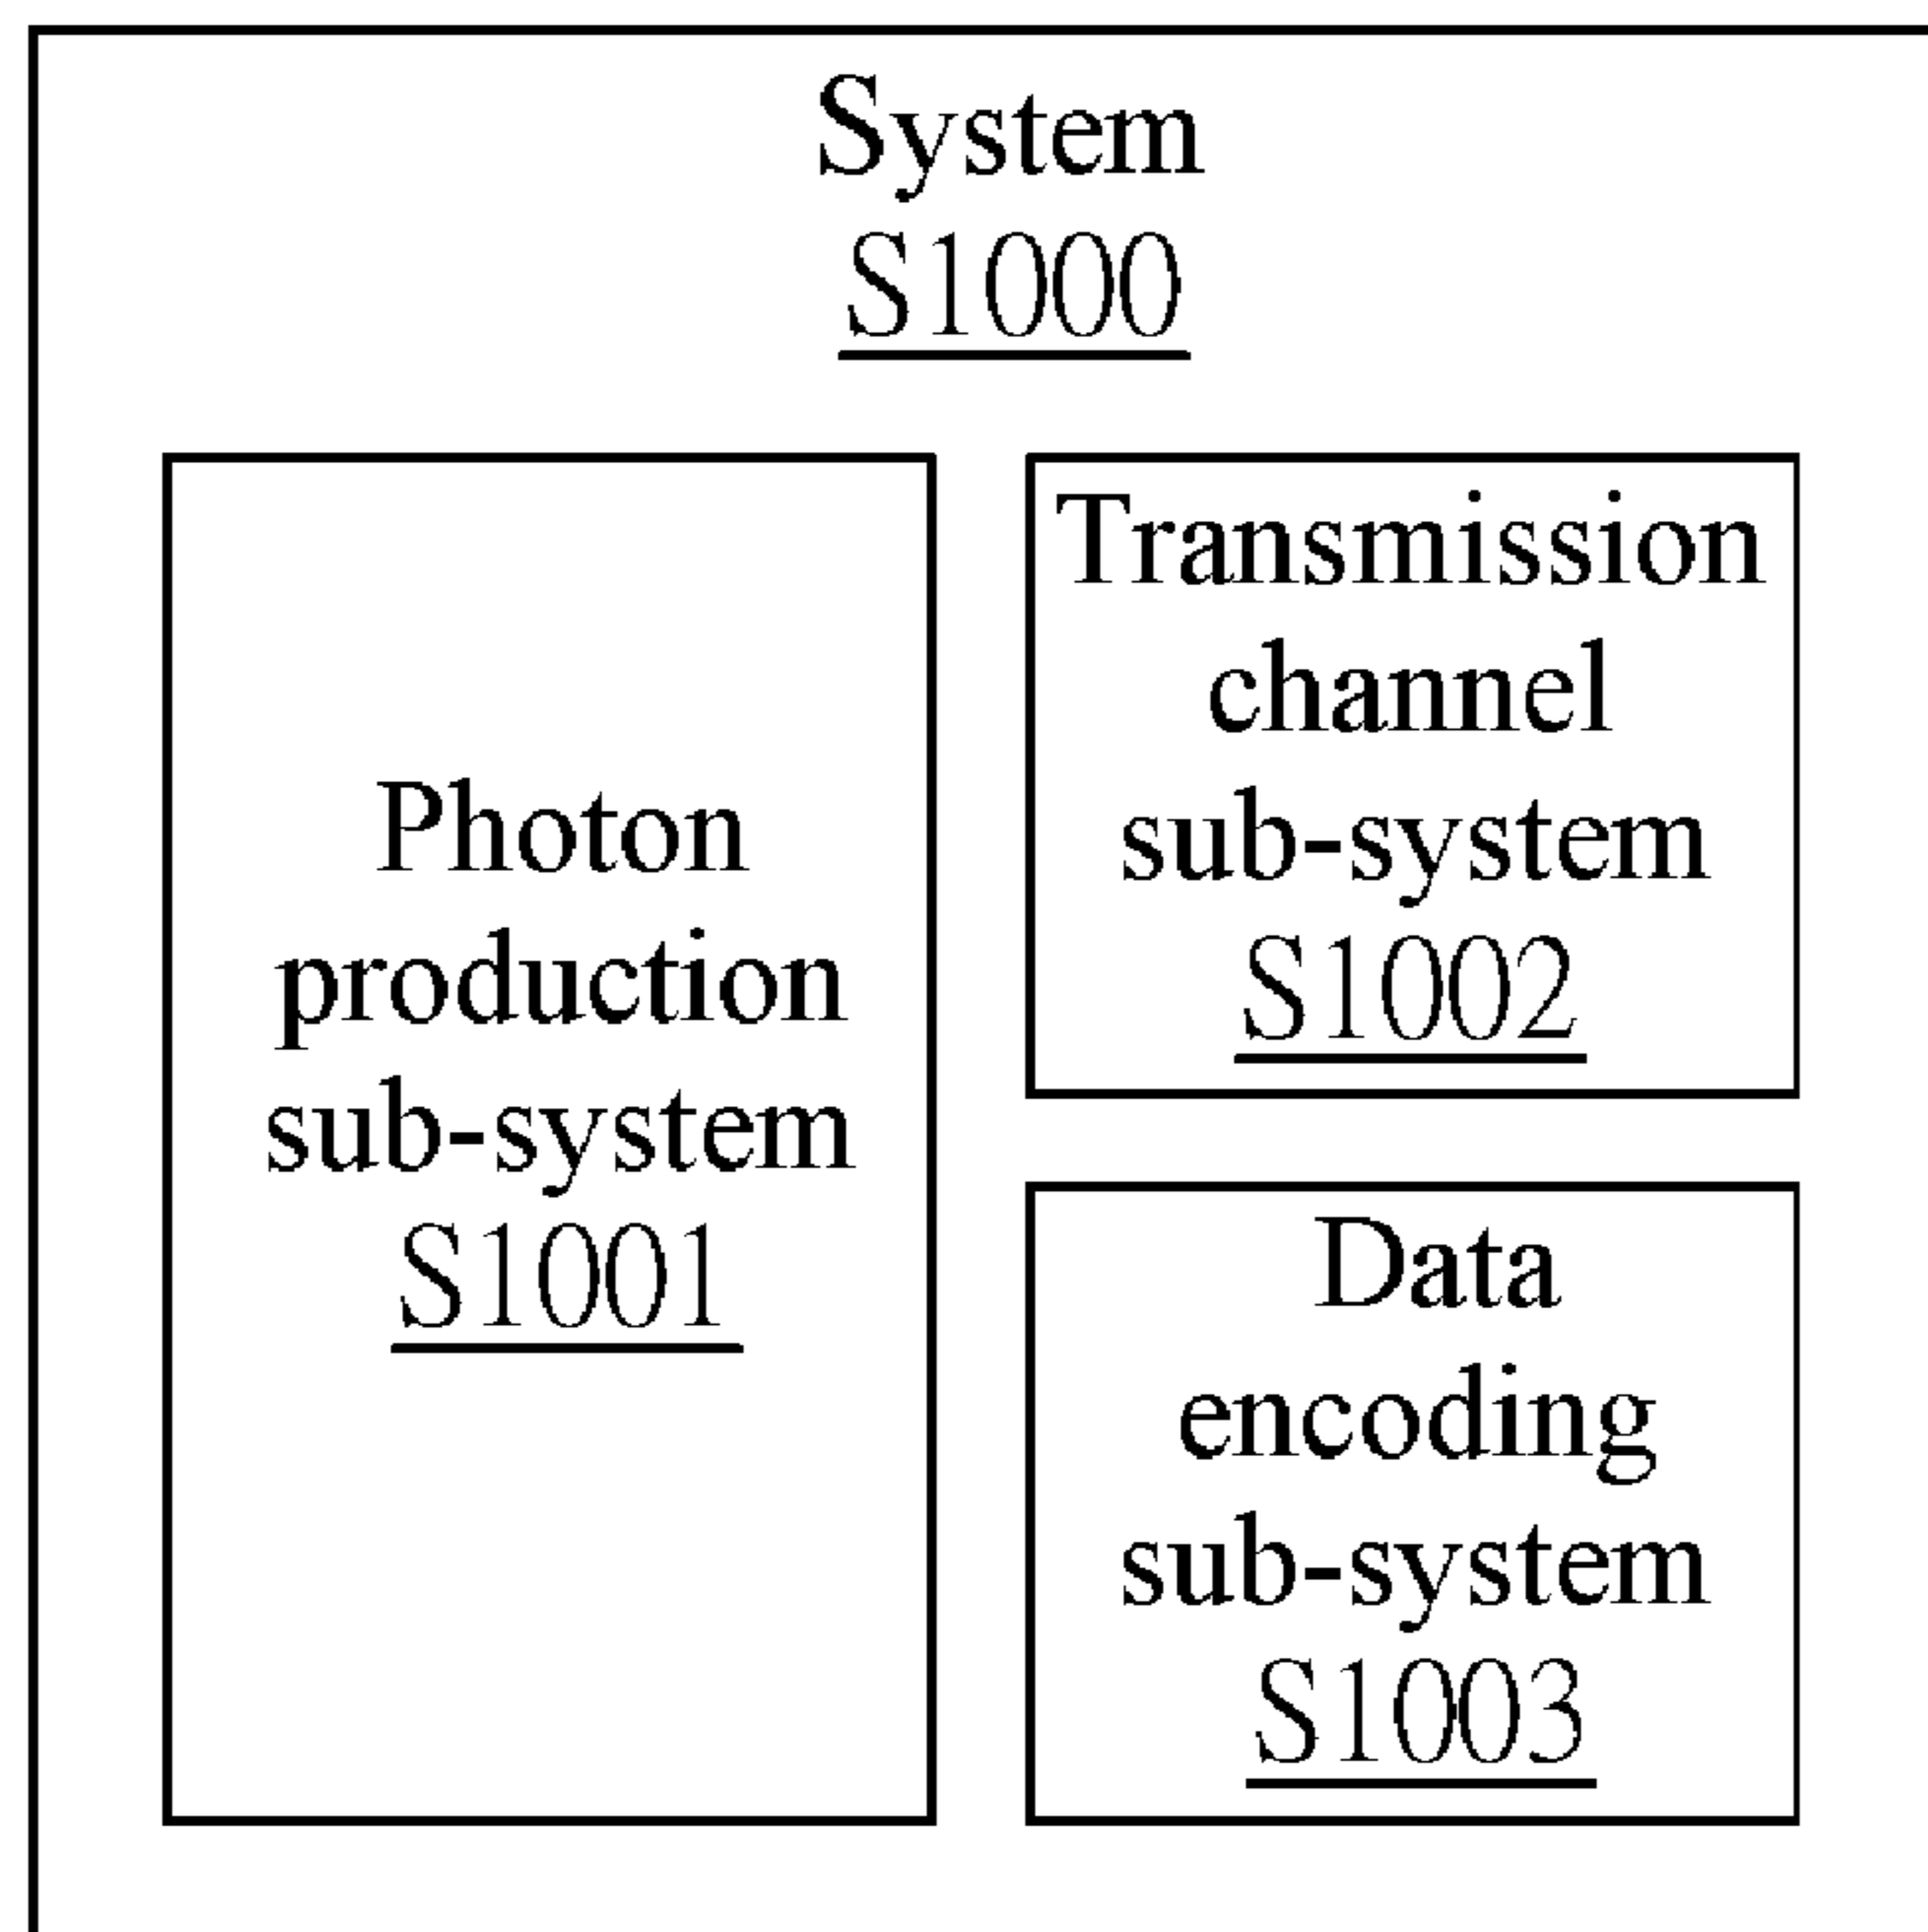 System
S1000
Photon
production
sub-system
S1001
Transmission
channel
sub-system
S1002
Data
encoding
sub-system
S1003